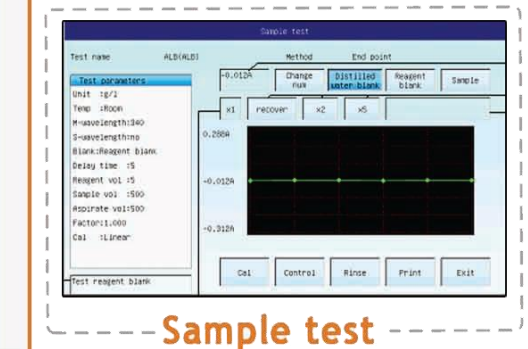 Sample test
Test name ALB(ALB) Method End point
-0.012A Change num Distilled water blank Reagent blank Sample
x1 recover x2 x5
Test parameters
Unit :g/l
Temp :Room
M-wavelength:340
S-wavelength:no
Blank:Reagent blank
Delay time :5
Reagent vol :5
Sample vol :500
Aspirate vol:500
Factor:1.000
Cal :Linear
0.288A
-0.012A
-0.312A
Test reagent blank
Cal Control Rinse Print Exit
Sample test